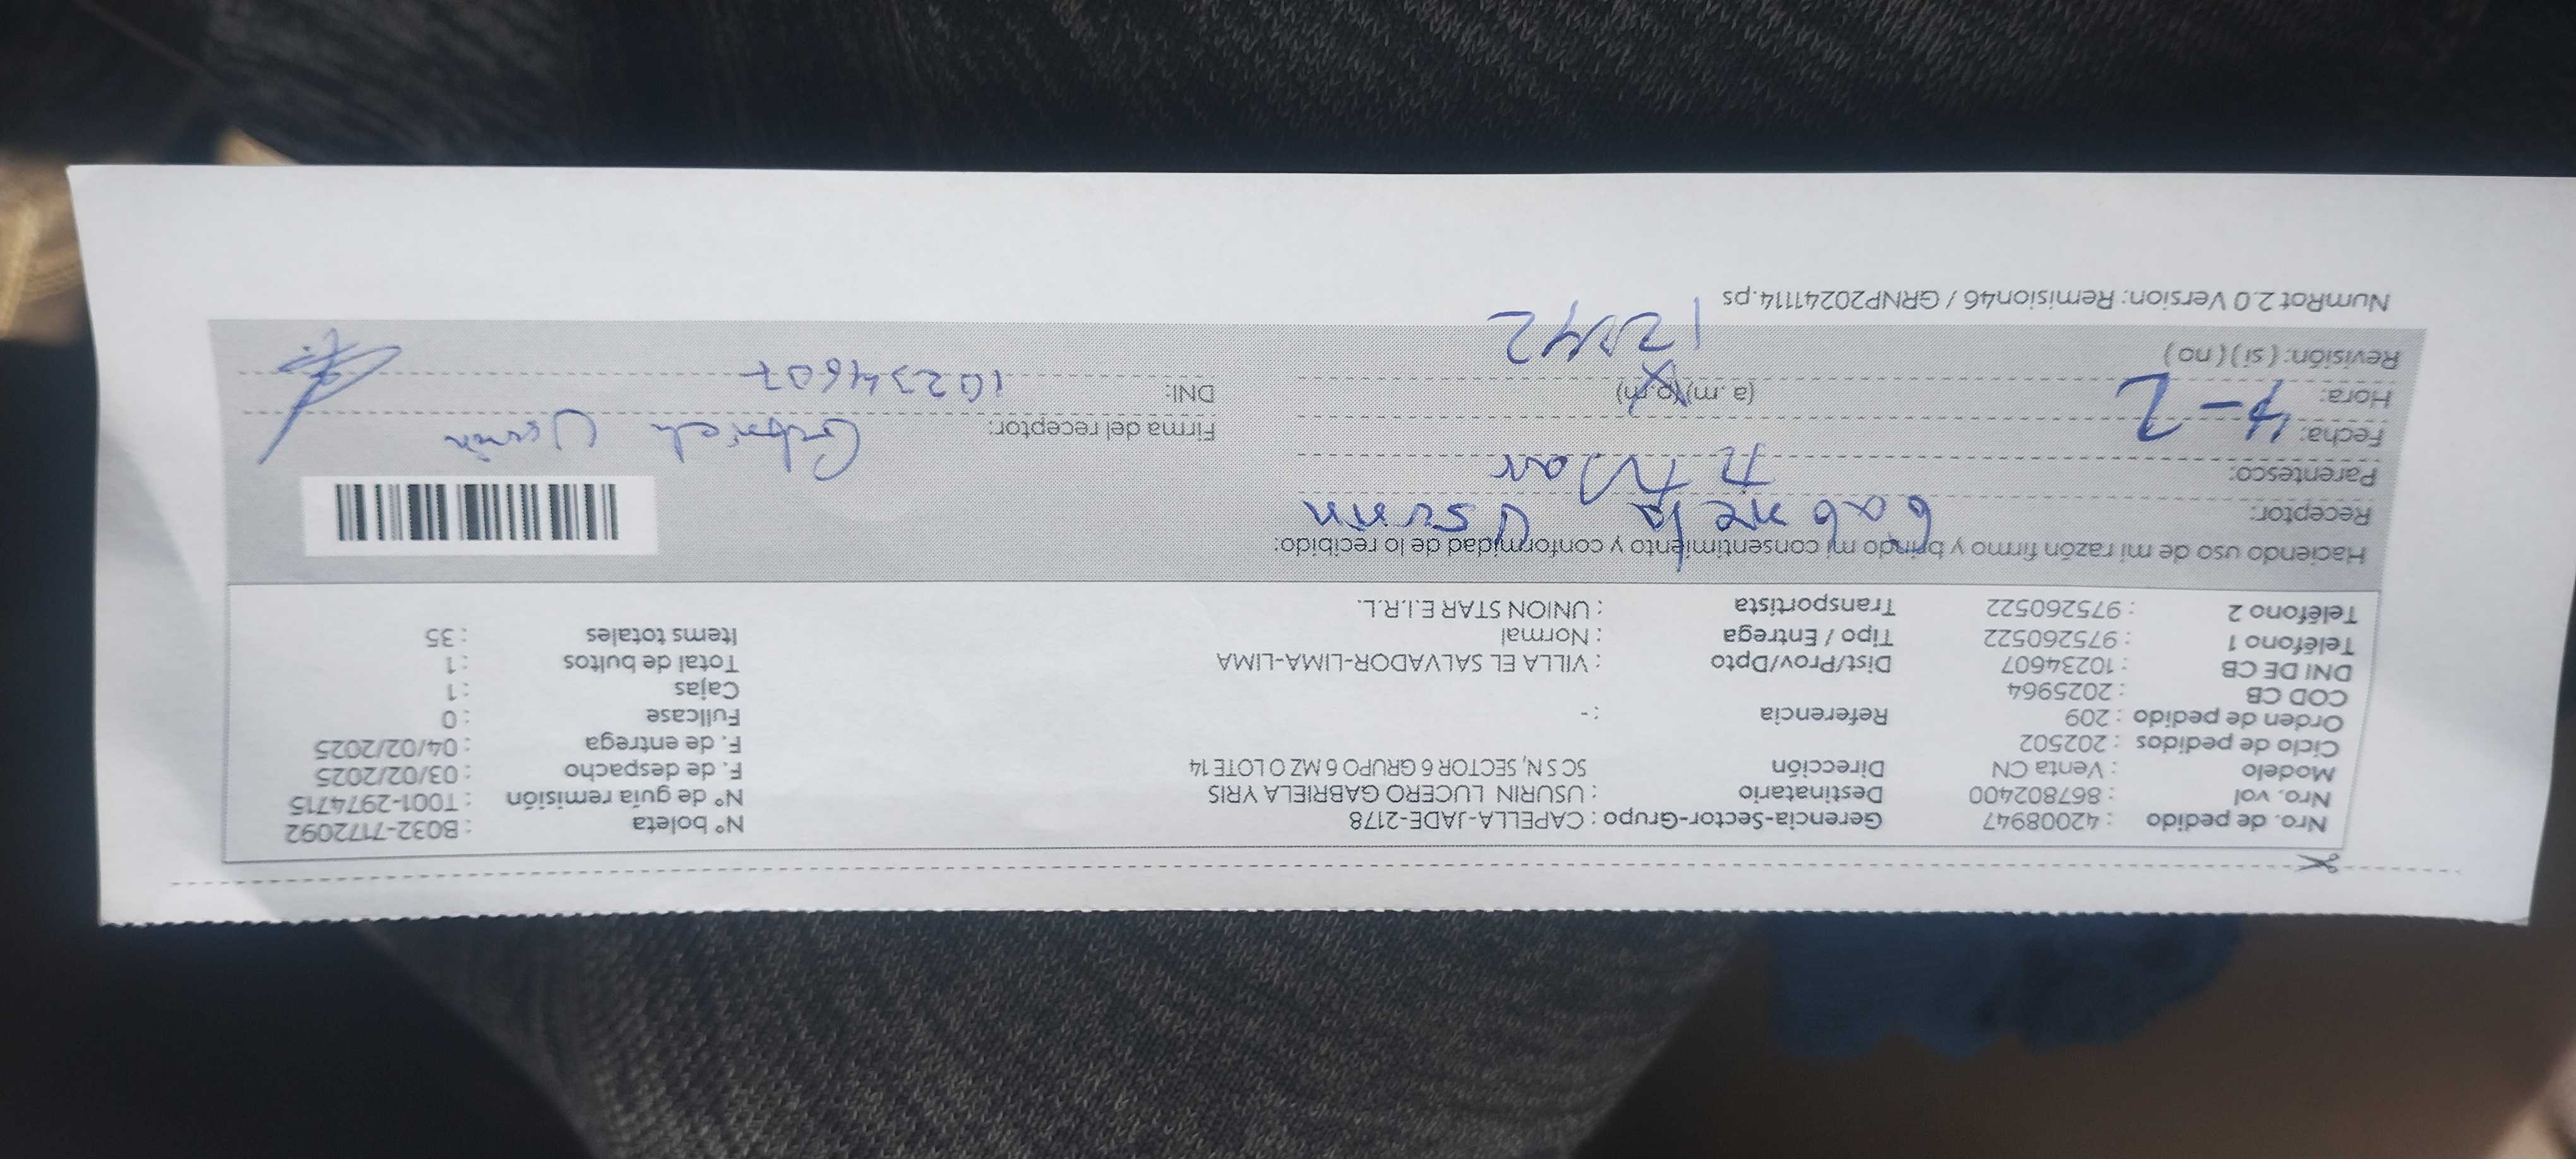 Nro. de pedido : 42008947 Gerencia-Sector-Grupo : CAPELLA-JADE-2178 N° boleta : B032-7172092
Nro. vol : 867802400 Destinatario : USURIN LUCERO GABRIELA YRIS N° de guía remisión : T001-2974715
Modelo : Venta CN Dirección SC S N, SECTOR 6 GRUPO 6 MZ O LOTE 14 F. de despacho : 03/02/2025
Ciclo de pedidos : 202502 F. de entrega : 04/02/2025
Orden de pedido : 209 Referencia : - Fullcase : 0
COD CB : 2025964 Cajas : 1
DNI DE CB : 10234607 Dist/Prov/Dpto : VILLA EL SALVADOR-LIMA-LIMA Total de bultos : 1
Teléfono 1 : 975260522 Tipo / Entrega : Normal Items totales : 35
Teléfono 2 : 975260522 Transportista : UNION STAR E.I.R.L.
Haciendo uso de mi razón firmo y brindo mi consentimiento y conformidad de lo recibido:
Receptor: Gabriela Usurin
Parentesco:
Fecha: 4-2 Firma del receptor: Gabriela Usurin
Hora: (a.m) (p.m) DNI: 10234607
Revisión: ( si ) ( no )
NumRot 2.0 Version: Remision46 / GRNP20241114.ps